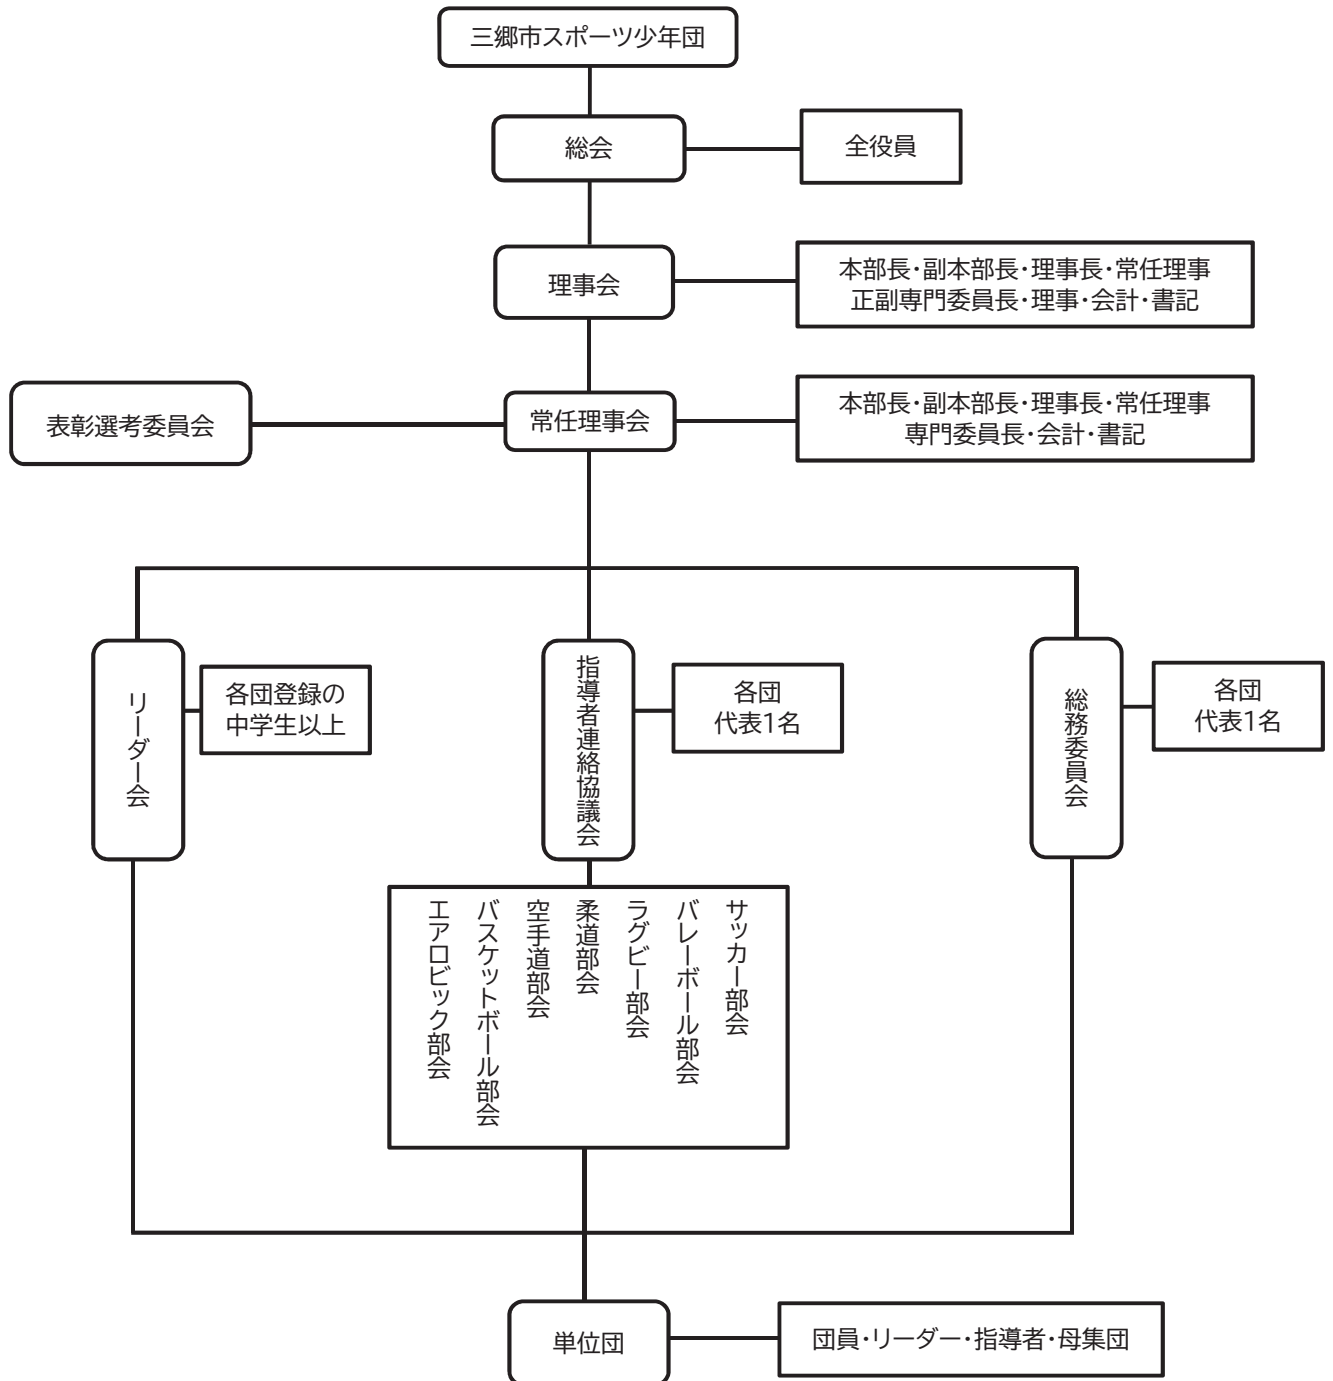 三郷市スポーツ少年団
総会
全役員
理事会
本部長・副本部長・理事長・常任理事
正副専門委員長・理事・会計・書記
表彰選考委員会
常任理事会
本部長・副本部長・理事長・常任理事
専門委員長・会計・書記
リーダー会
各団登録の
中学生以上
指導者連絡協議会
各団
代表1名
総務委員会
各団
代表1名
サッカー部会
バレーボール部会
ラグビー部会
柔道部会
空手道部会
バスケットボール部会
エアロビック部会
単位団
団員・リーダー・指導者・母集団